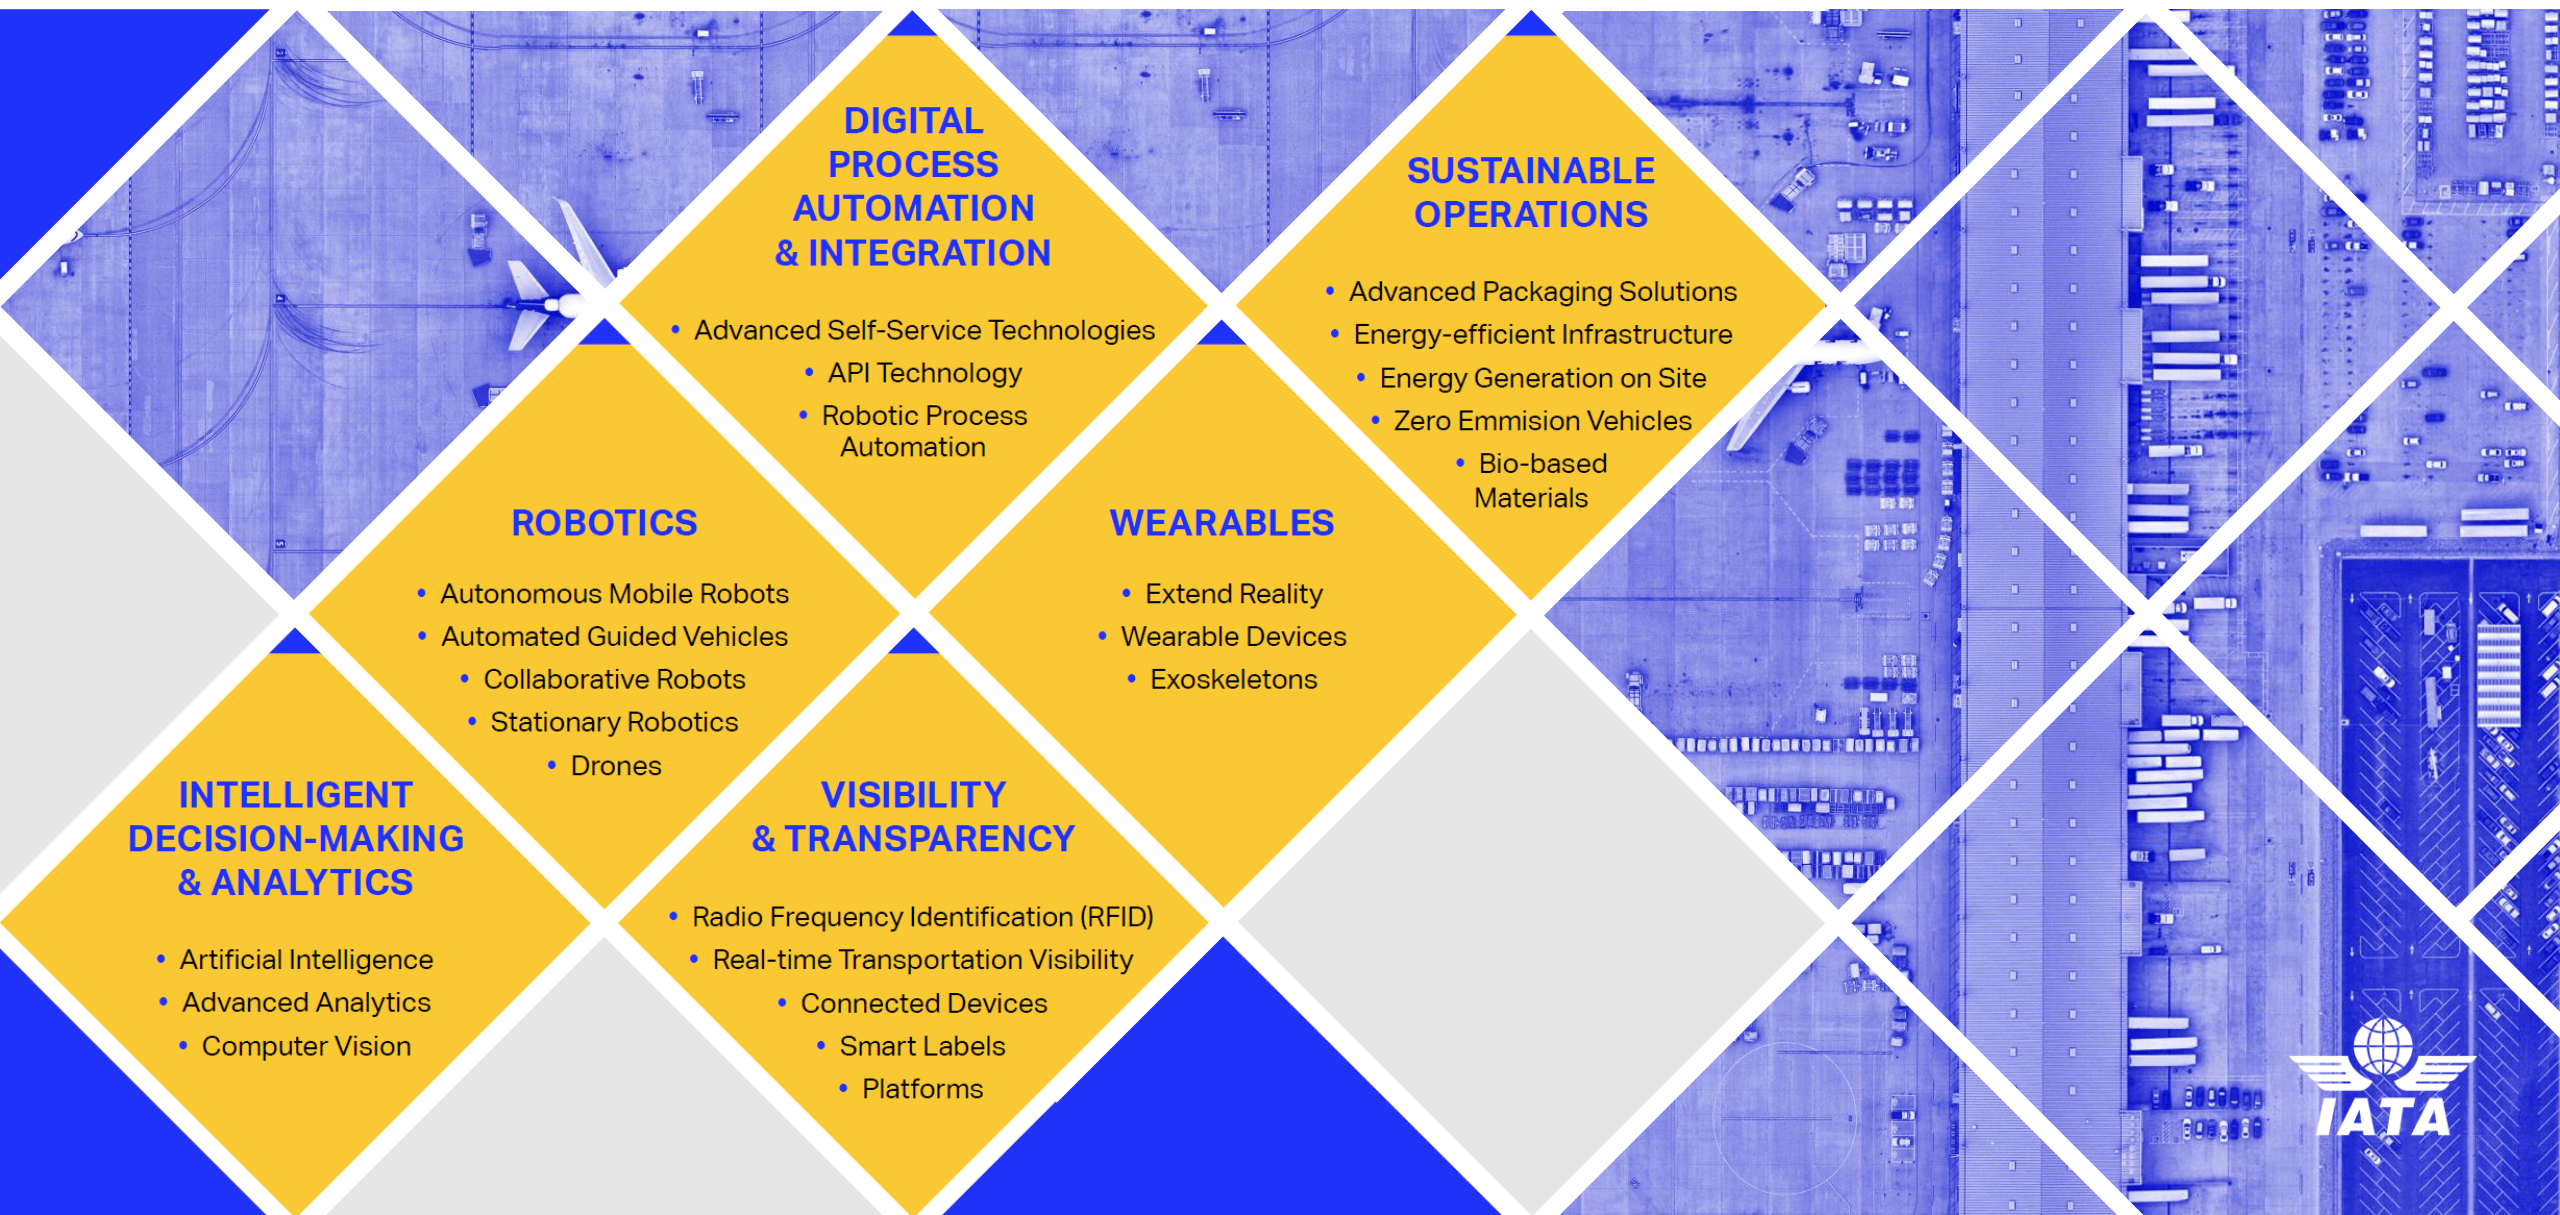 DIGITAL
PROCESS
AUTOMATION
& INTEGRATION
• Advanced Self-Service Technologies
• API Technology
• Robotic Process
Automation
SUSTAINABLE
OPERATIONS
• Advanced Packaging Solutions
• Energy-efficient Infrastructure
• Energy Generation on Site
• Zero Emmision Vehicles
• Bio-based
Materials
ROBOTICS
• Autonomous Mobile Robots
• Automated Guided Vehicles
• Collaborative Robots
• Stationary Robotics
• Drones
WEARABLES
• Extend Reality
• Wearable Devices
• Exoskeletons
INTELLIGENT
DECISION-MAKING
& ANALYTICS
• Artificial Intelligence
• Advanced Analytics
• Computer Vision
VISIBILITY
& TRANSPARENCY
• Radio Frequency Identification (RFID)
• Real-time Transportation Visibility
• Connected Devices
• Smart Labels
• Platforms
IATA